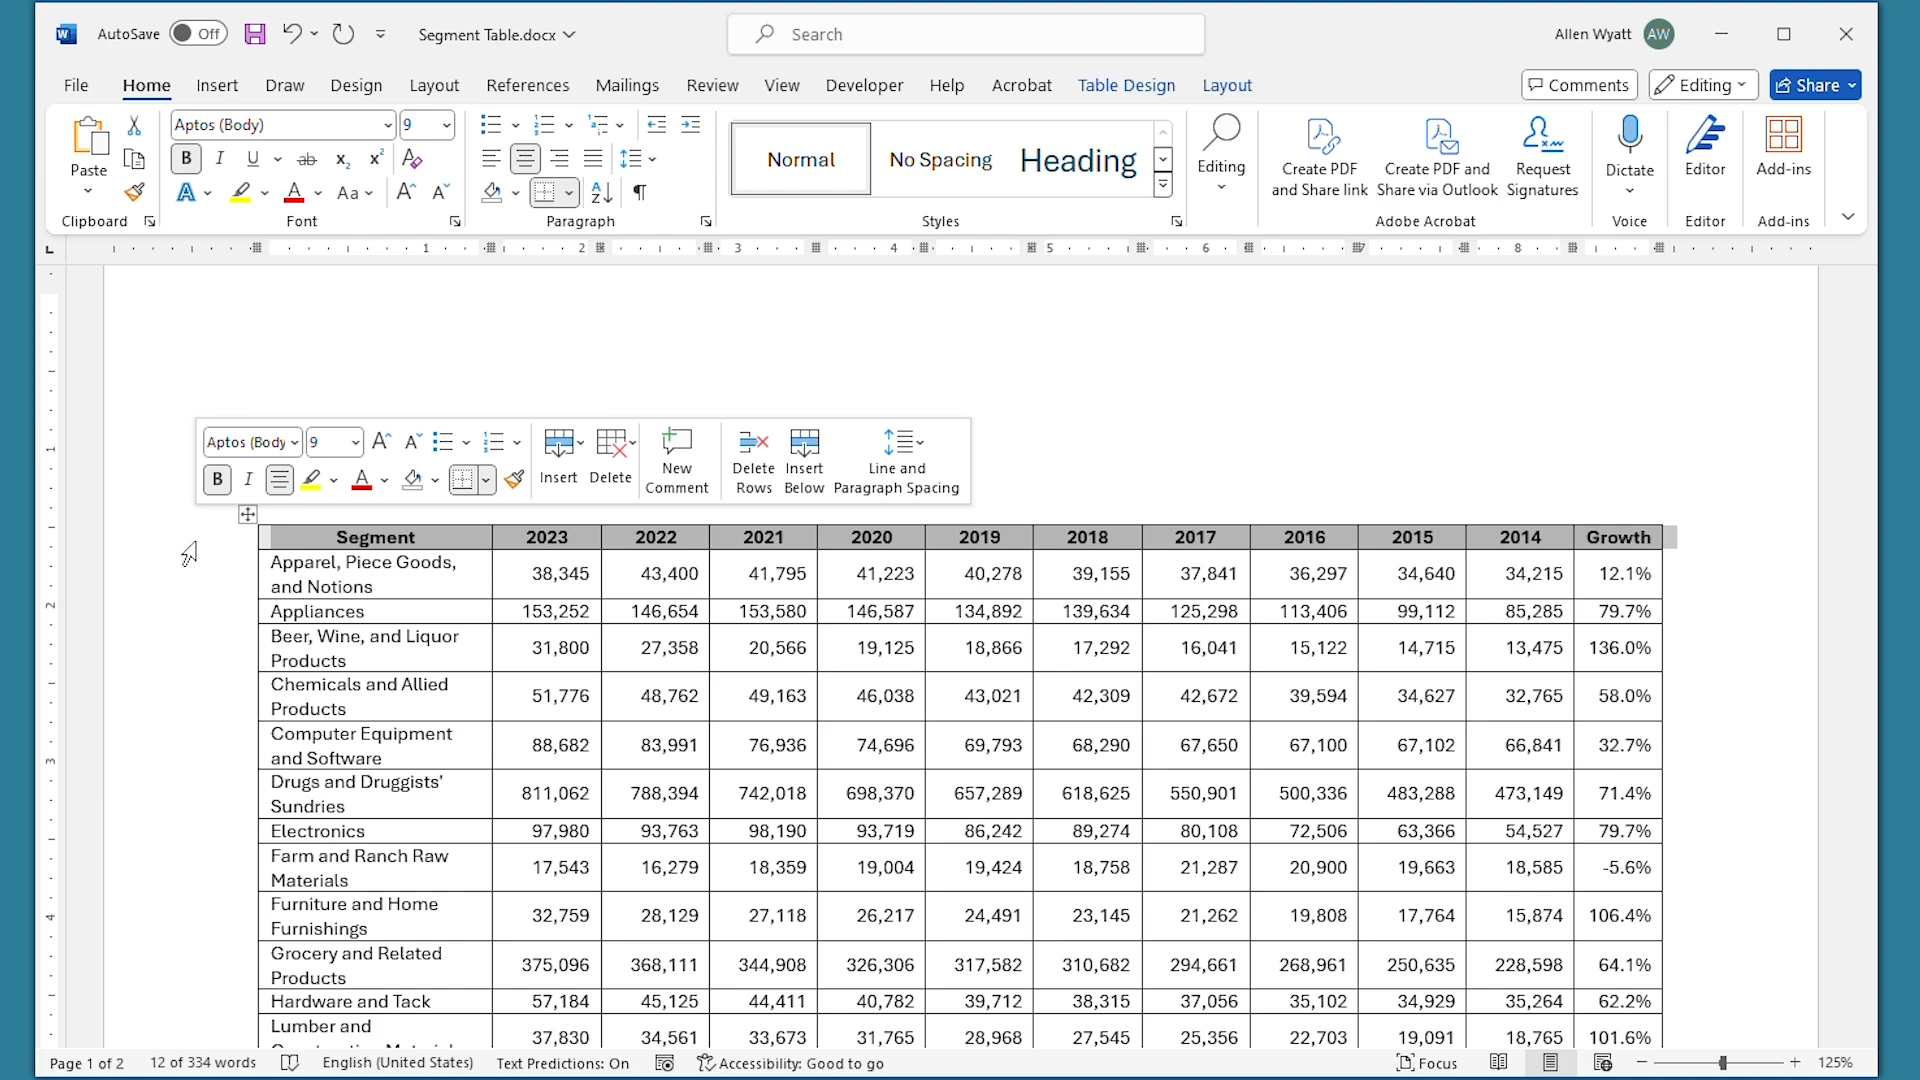 AutoSave Off Segment Table.docx Search Allen Wyatt AW
File Home Insert Draw Design Layout References Mailings Review View Developer Help Acrobat Table Design Layout Comments Editing Share
Paste
Clipboard
Aptos (Body) 9
Font
Paragraph
Normal No Spacing Heading
Styles
Editing
Create PDF and Share link
Create PDF and Share via Outlook
Request Signatures
Adobe Acrobat
Dictate
Voice
Editor
Editor
Add-ins
Add-ins
1 2 3 4 5 6 7 8
Aptos (Body 9
Insert Delete
New Comment
Delete Rows
Insert Below
Line and Paragraph Spacing
Segment 2023 2022 2021 2020 2019 2018 2017 2016 2015 2014 Growth
Apparel, Piece Goods, and Notions 38,345 43,400 41,795 41,223 40,278 39,155 37,841 36,297 34,640 34,215 12.1%
Appliances 153,252 146,654 153,580 146,587 134,892 139,634 125,298 113,406 99,112 85,285 79.7%
Beer, Wine, and Liquor Products 31,800 27,358 20,566 19,125 18,866 17,292 16,041 15,122 14,715 13,475 136.0%
Chemicals and Allied Products 51,776 48,762 49,163 46,038 43,021 42,309 42,672 39,594 34,627 32,765 58.0%
Computer Equipment and Software 88,682 83,991 76,936 74,696 69,793 68,290 67,650 67,100 67,102 66,841 32.7%
Drugs and Druggists' Sundries 811,062 788,394 742,018 698,370 657,289 618,625 550,901 500,336 483,288 473,149 71.4%
Electronics 97,980 93,763 98,190 93,719 86,242 89,274 80,108 72,506 63,366 54,527 79.7%
Farm and Ranch Raw Materials 17,543 16,279 18,359 19,004 19,424 18,758 21,287 20,900 19,663 18,585 -5.6%
Furniture and Home Furnishings 32,759 28,129 27,118 26,217 24,491 23,145 21,262 19,808 17,764 15,874 106.4%
Grocery and Related Products 375,096 368,111 344,908 326,306 317,582 310,682 294,661 268,961 250,635 228,598 64.1%
Hardware and Tack 57,184 45,125 44,411 40,782 39,712 38,315 37,056 35,102 34,929 35,264 62.2%
Lumber and 37,830 34,561 33,673 31,765 28,968 27,545 25,356 22,703 19,091 18,765 101.6%
Page 1 of 2 12 of 334 words English (United States) Text Predictions: On Accessibility: Good to go Focus 125%